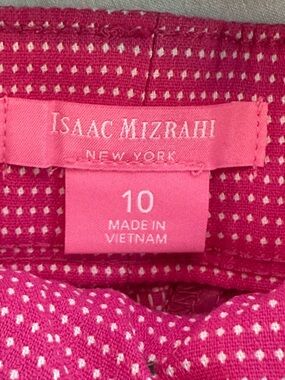 ISAAC MIZRAHI
NEW YORK
10
MADE IN
VIETNAM